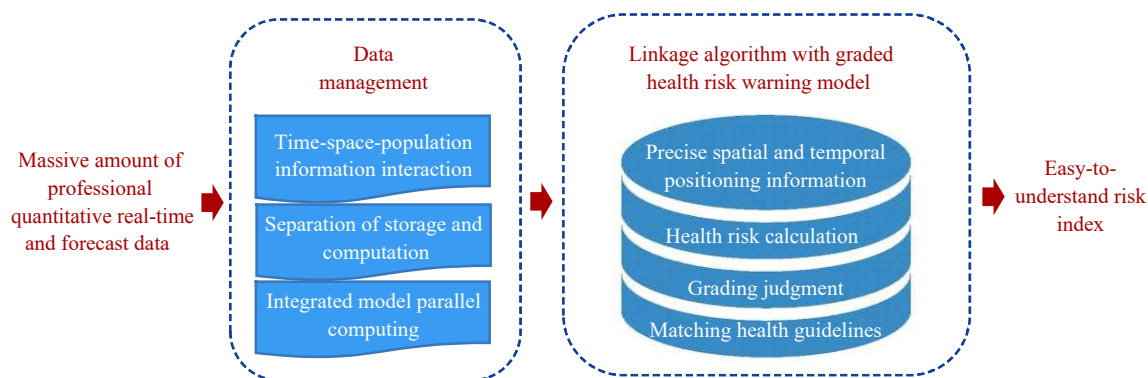 Massive amount of
professional
quantitative real-time
and forecast data
Data
management
Time-space-population
information interaction
Separation of storage and
computation
Integrated model parallel
computing
Linkage algorithm with graded
health risk warning model
Precise spatial and temporal
positioning information
Health risk calculation
Grading judgment
Matching health guidelines
Easy-to-
understand risk
index